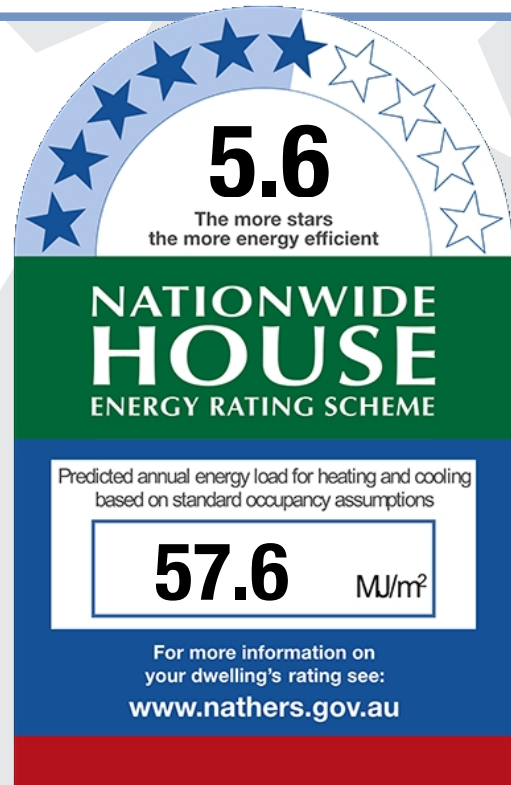 5.6
The more stars
the more energy efficient
NATIONWIDE
HOUSE
ENERGY RATING SCHEME
Predicted annual energy load for heating and cooling
based on standard occupancy assumptions
57.6 MJ/m²
For more information on
your dwelling's rating see:
www.nathers.gov.au